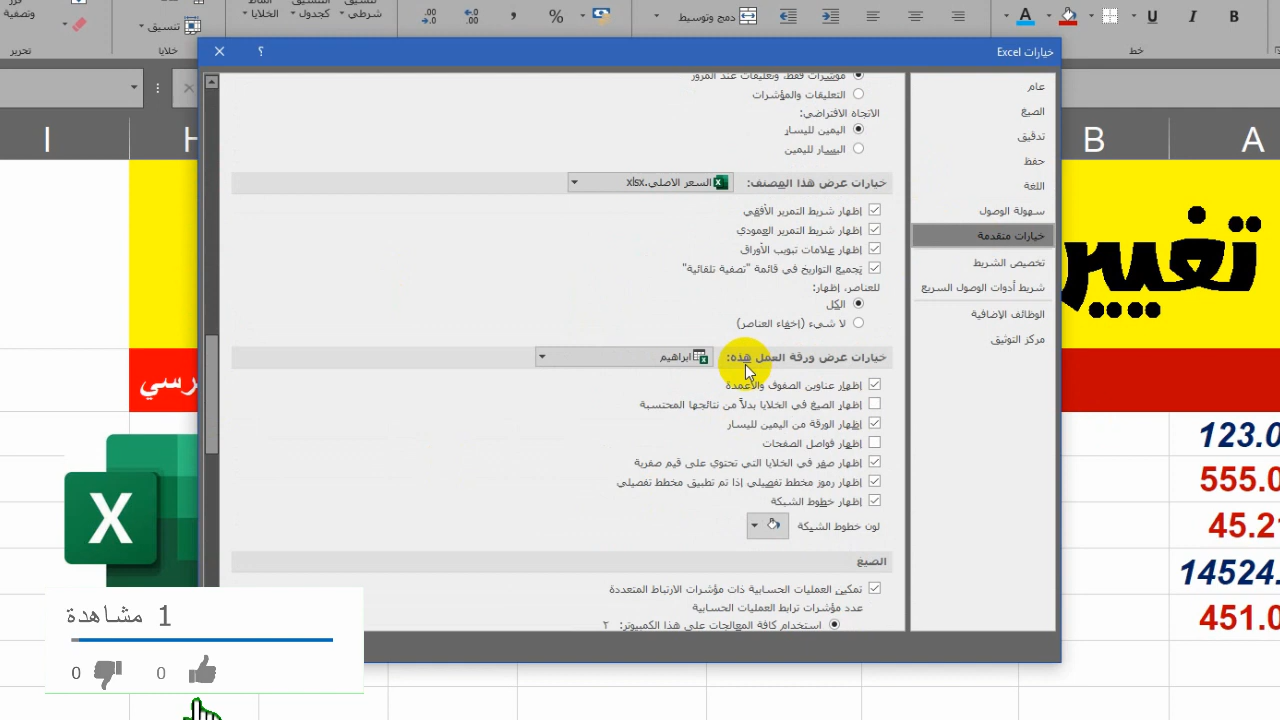 تنسيق
تحرير
خلايا
دمج وتوسيط
%
A
U
I
B
خط
خيارات Excel
؟
عام
الصيغ
تدقيق
حفظ
اللغة
سهولة الوصول
خيارات متقدمة
تخصيص الشريط
شريط أدوات الوصول السريع
الوظائف الإضافية
مركز التوثيق
مؤشرات فقط، وتعليقات عند المرور
التعليقات والمؤشرات
الاتجاه الافتراضي:
اليمين لليسار
اليسار لليمين
خيارات عرض هذا المصنف: السعر الاصلي.xlsx
إظهار شريط التمرير الأفقي
إظهار شريط التمرير العمودي
إظهار علامات تبويب الأوراق
تجميع التواريخ في قائمة "تصفية تلقائية"
للعناصر، إظهار:
الكل
لا شيء (إخفاء العناصر)
خيارات عرض ورقة العمل هذه: ابراهيم
إظهار عناوين الصفوف والأعمدة
إظهار الصيغ في الخلايا بدلاً من نتائجها المحتسبة
إظهار الورقة من اليمين لليسار
إظهار فواصل الصفحات
إظهار صفر في الخلايا التي تحتوي على قيم صفرية
إظهار رموز مخطط تفصيلي إذا تم تطبيق مخطط تفصيلي
إظهار خطوط الشبكة
لون خطوط الشبكة
الصيغ
تمكين العمليات الحسابية ذات مؤشرات الارتباط المتعددة
عدد مؤشرات ترابط العمليات الحسابية
استخدام كافة المعالجات على هذا الكمبيوتر: ٢
A
B
H
I
تغيير
123.0
555.0
45.21
14524.
451.0
X
1 مشاهدة
0
0